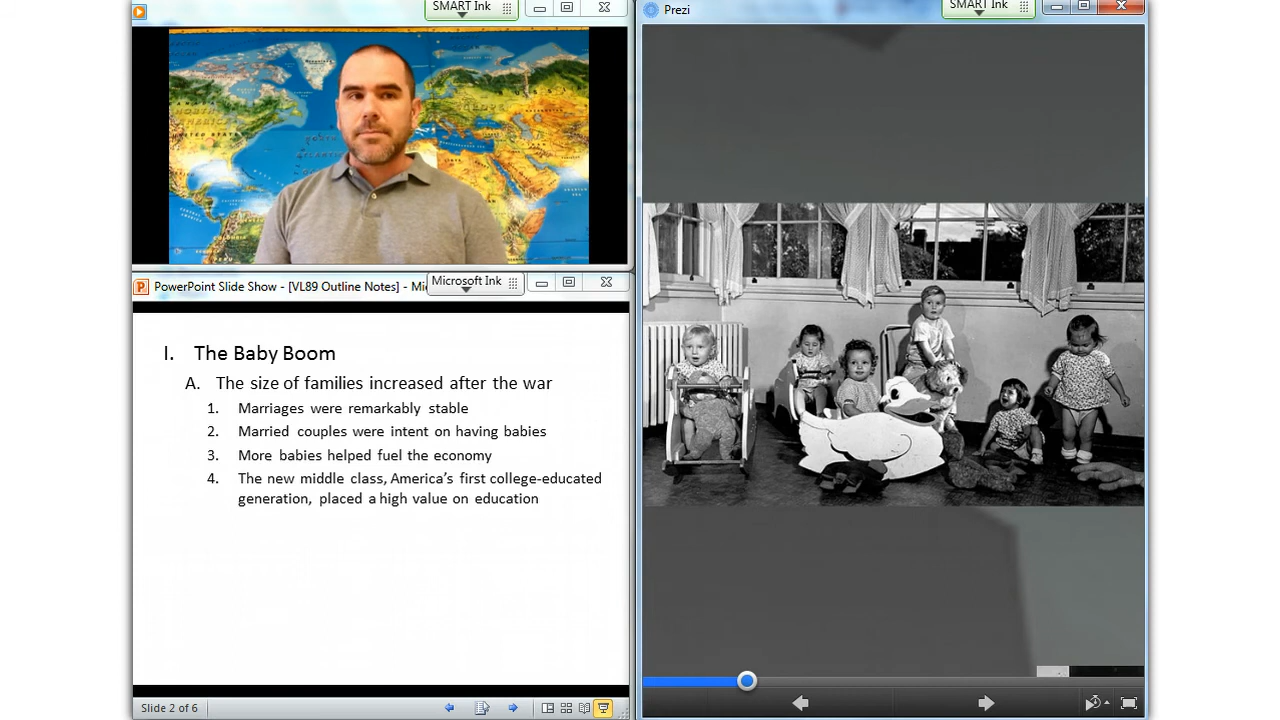 SMART Ink
SMART Ink
Prezi
PowerPoint Slide Show - [VL89 Outline Notes] - Mi
Microsoft Ink
I. The Baby Boom
A. The size of families increased after the war
1. Marriages were remarkably stable
2. Married couples were intent on having babies
3. More babies helped fuel the economy
4. The new middle class, America's first college-educated
generation, placed a high value on education
Slide 2 of 6